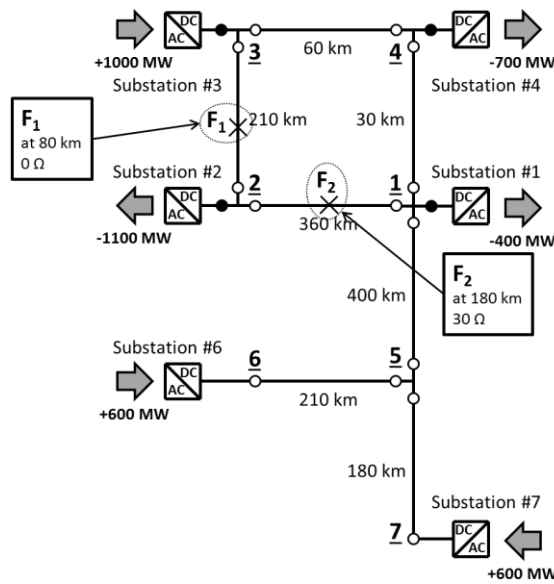 DC
AC
3
60 km
4
DC
AC
+1000 MW
-700 MW
Substation #3
Substation #4
F1
at 80 km
0 Ω
F1
210 km
30 km
Substation #2
2
F2
1
Substation #1
DC
AC
360 km
DC
AC
-1100 MW
-400 MW
F2
at 180 km
30 Ω
400 km
Substation #6
6
5
DC
AC
210 km
+600 MW
180 km
Substation #7
7
DC
AC
+600 MW